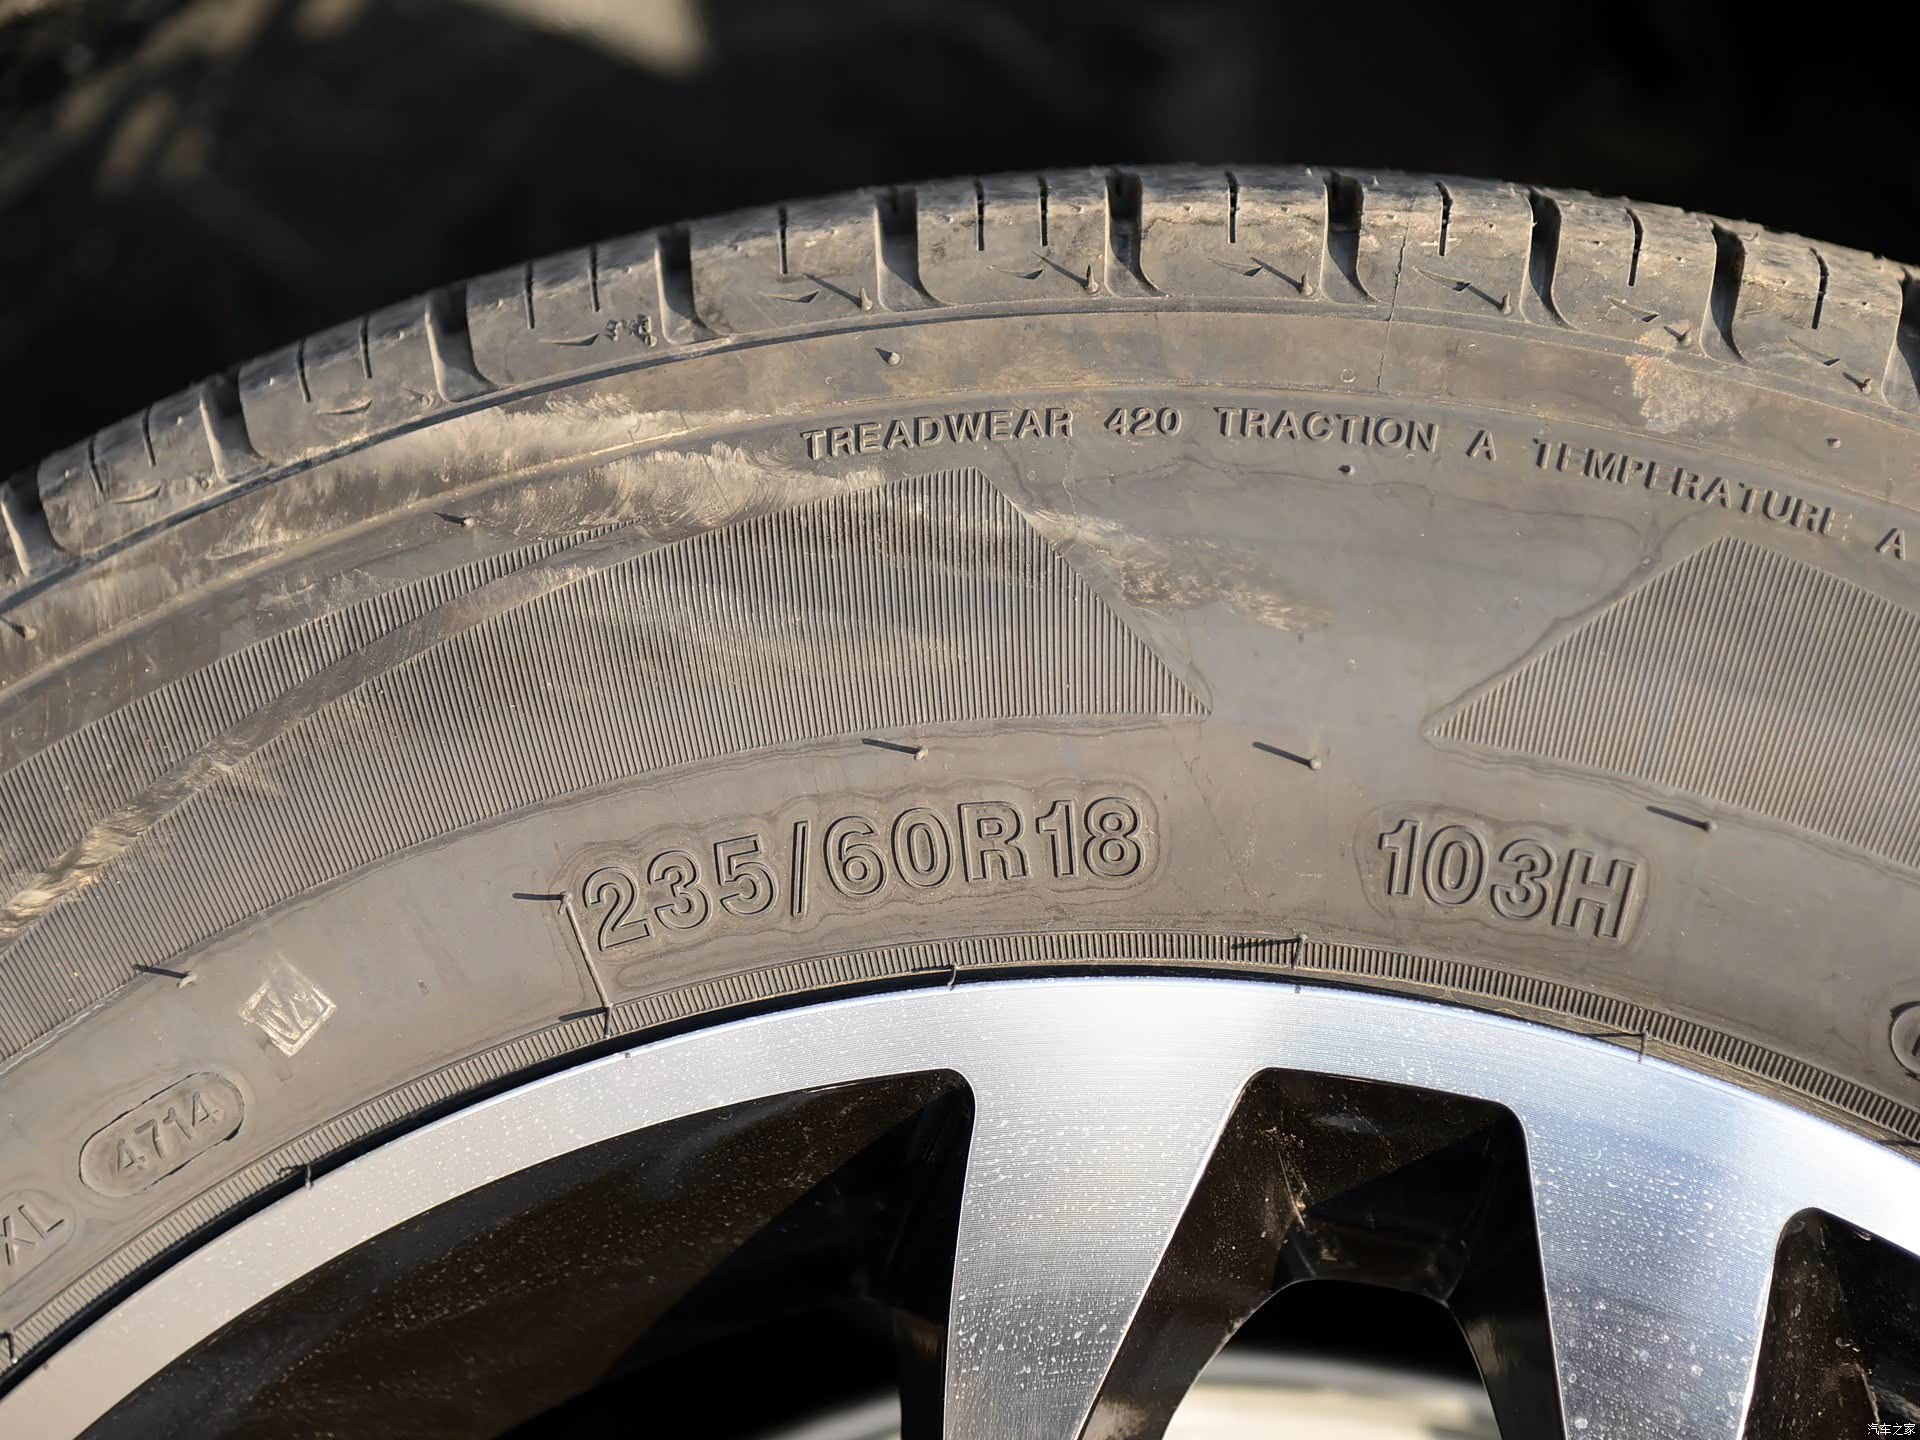 TREADWEAR 420 TRACTION A TEMPERATURE A
235/60R18 103H
4714
XL
汽车之家